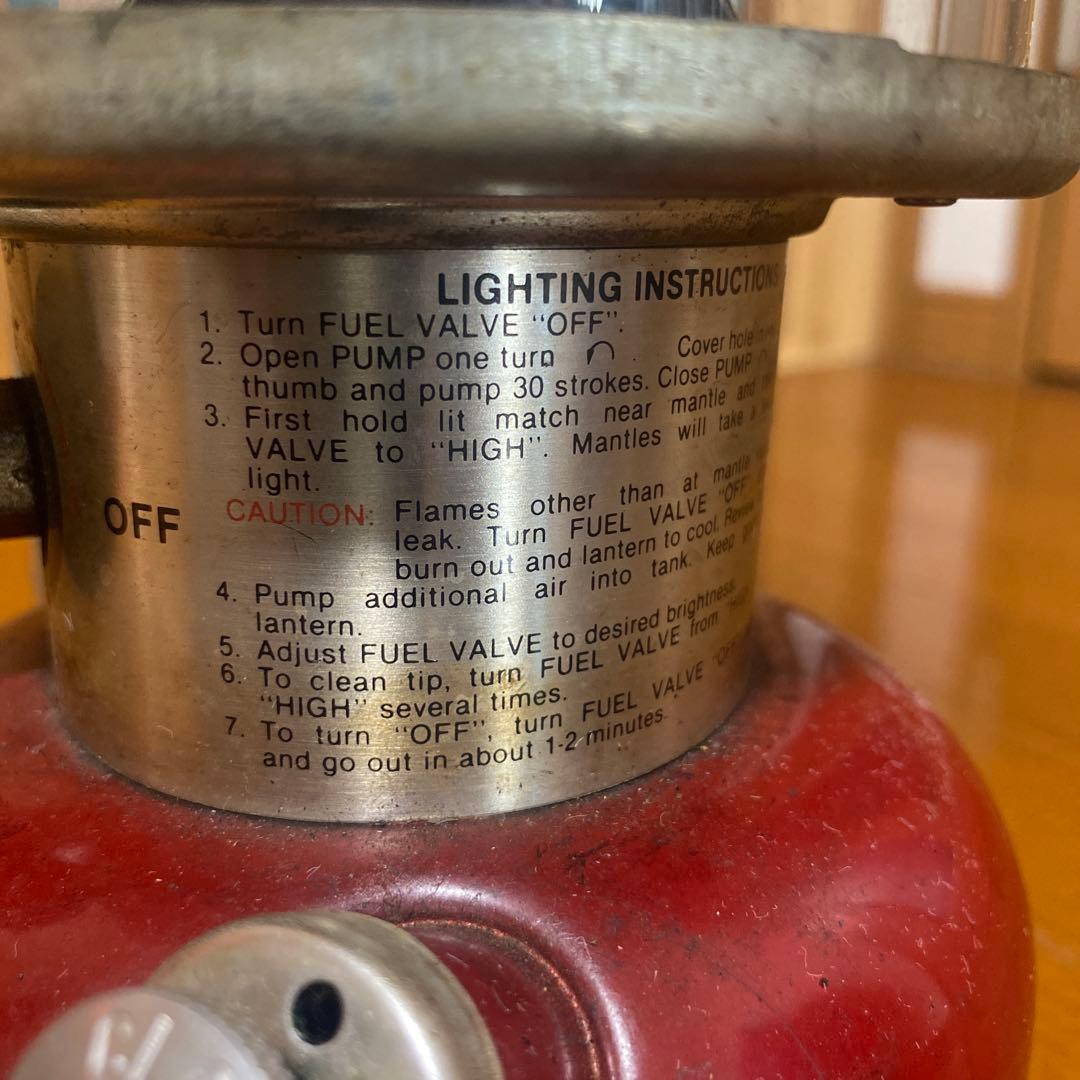 LIGHTING INSTRUCTIONS
1. Turn FUEL VALVE "OFF".
2. Open PUMP one turn . Cover hole
thumb and pump 30 strokes. Close PUMP
3. First hold lit match near mantle and
VALVE to "HIGH". Mantles will take a
light.
CAUTION: Flames other than at mantle
leak. Turn FUEL VALVE "OFF"
burn out and lantern to cool. Review
4. Pump additional air into tank. Keep
lantern.
5. Adjust FUEL VALVE to desired brightness.
6. To clean tip, turn FUEL VALVE from
"HIGH" several times.
7. To turn "OFF", turn FUEL VALVE "OFF"
and go out in about 1-2 minutes.
OFF